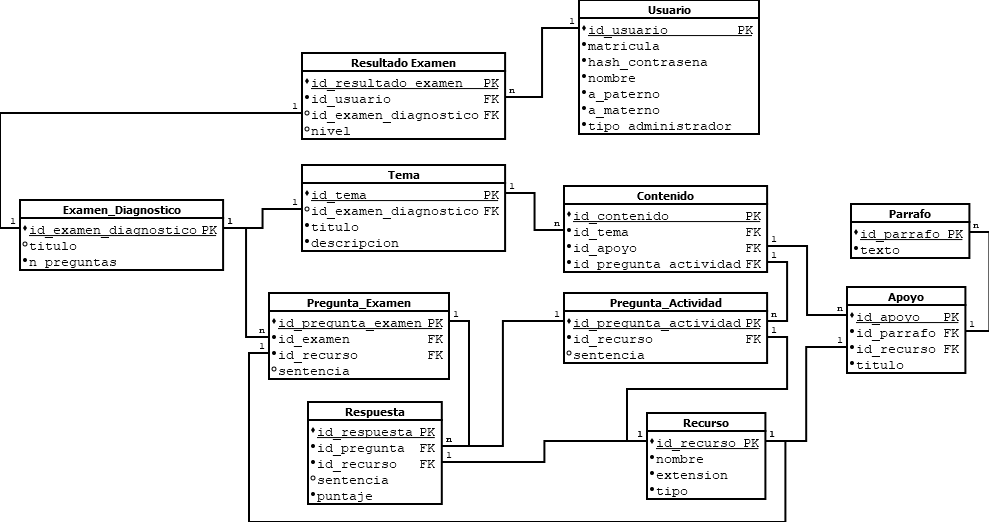 Usuario
id_usuario PK
matricula
hash_contrasena
nombre
a_paterno
a_materno
tipo_administrador
1
n
Resultado Examen
id_resultado_examen PK
id_usuario FK
id_examen_diagnostico FK
nivel
1
Tema
id_tema PK
id_examen_diagnostico FK
titulo
descripcion
1
1
n
Contenido
id_contenido PK
id_tema FK
id_apoyo FK
id_pregunta_actividad FK
1
1
Examen_Diagnostico
id_examen_diagnostico PK
titulo
n_preguntas
1
1
Parrafo
id_parrafo PK
texto
n
Pregunta_Examen
id_pregunta_examen PK
id_examen FK
id_recurso FK
sentencia
1
n
1
Pregunta_Actividad
id_pregunta_actividad PK
id_recurso FK
sentencia
1
n
1
Apoyo
id_apoyo PK
id_parrafo FK
id_recurso FK
titulo
n
1
1
Respuesta
id_respuesta PK
id_pregunta FK
id_recurso FK
sentencia
puntaje
n
1
Recurso
id_recurso PK
nombre
extension
tipo
1
1